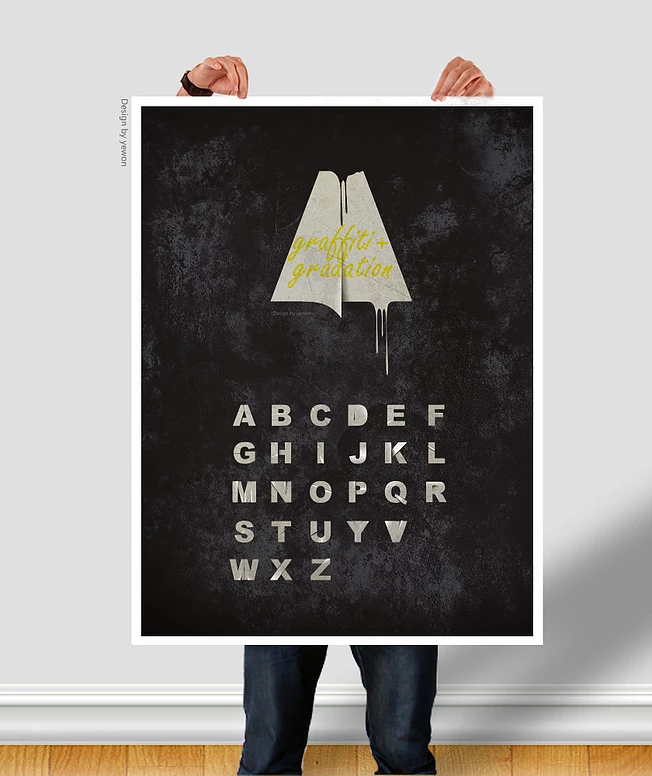 Design by yewon
graffiti +
gradation
Design by yewon
A B C D E F
G H I J K L
M N O P Q R
S T U Y V
W X Z